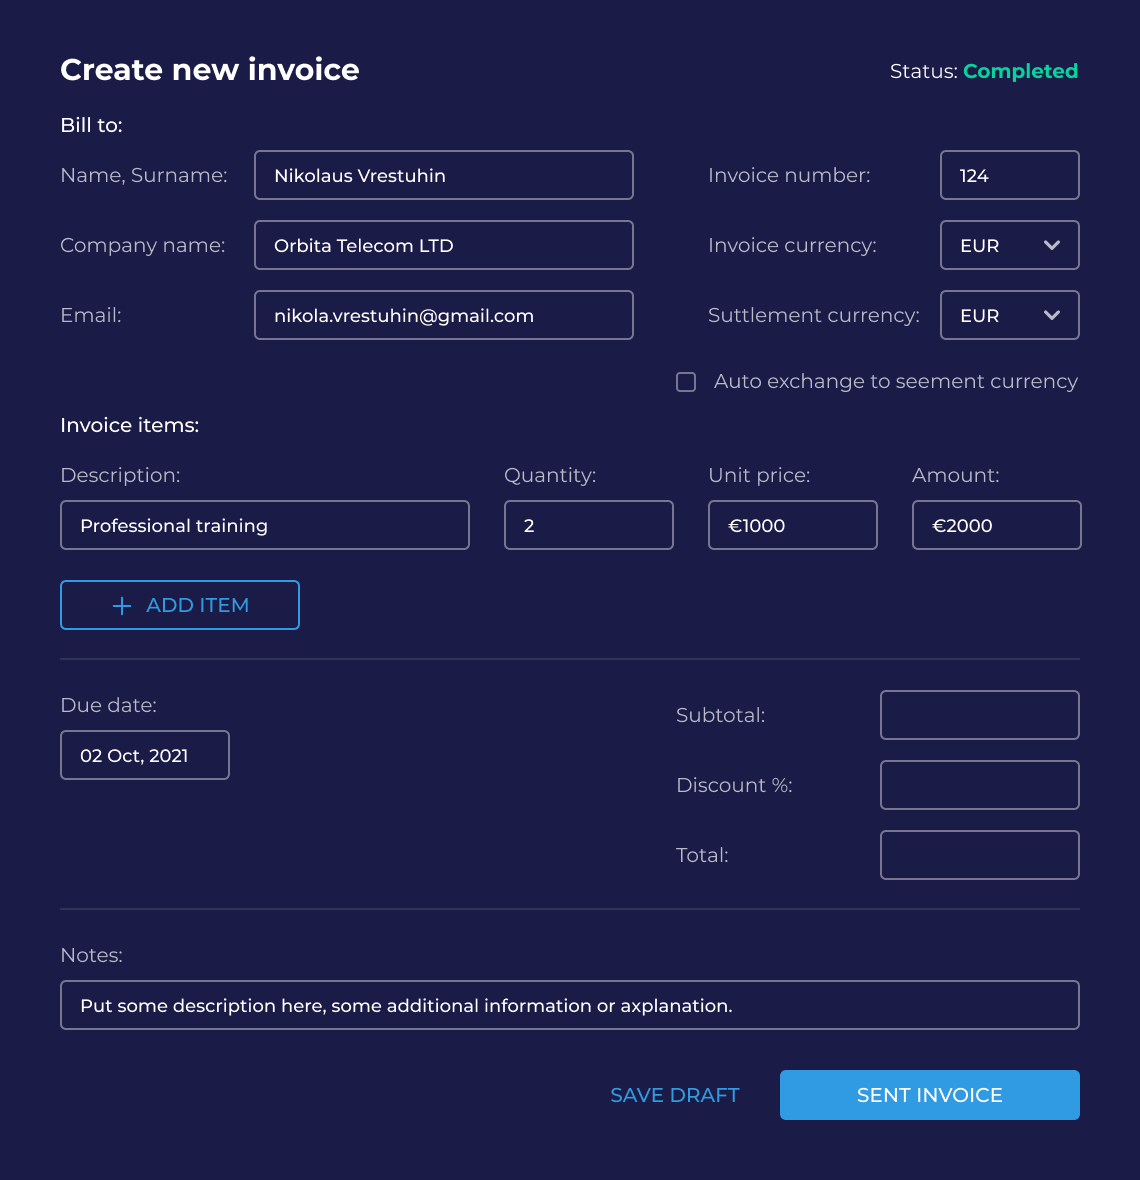 Create new invoice
Status: Completed
Bill to:
Name, Surname: Nikolaus Vrestuhin
Invoice number: 124
Company name: Orbita Telecom LTD
Invoice currency: EUR
Email: nikola.vrestuhin@gmail.com
Suttlement currency: EUR
Auto exchange to seement currency
Invoice items:
Description: Quantity: Unit price: Amount:
Professional training 2 €1000 €2000
+ ADD ITEM
Due date:
02 Oct, 2021
Subtotal:
Discount %:
Total:
Notes:
Put some description here, some additional information or axplanation.
SAVE DRAFT SENT INVOICE